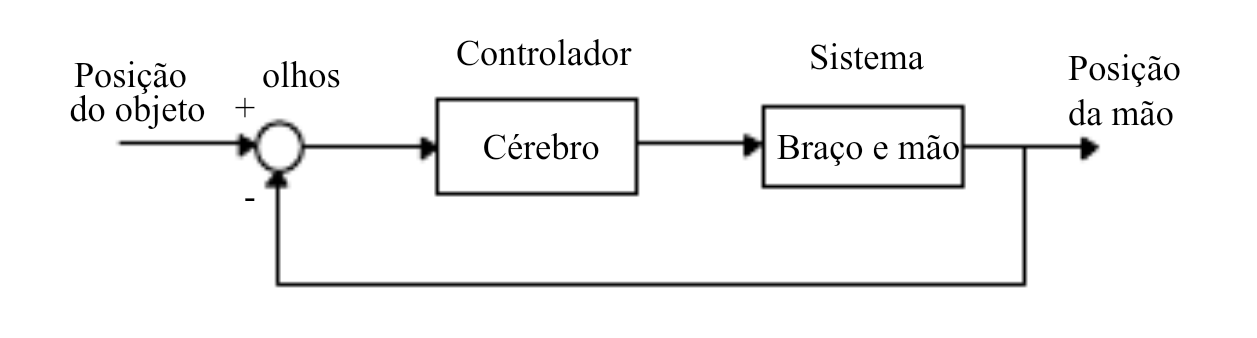 Posição
do objeto
+
olhos
-
Controlador
Cérebro
Sistema
Braço e mão
Posição
da mão